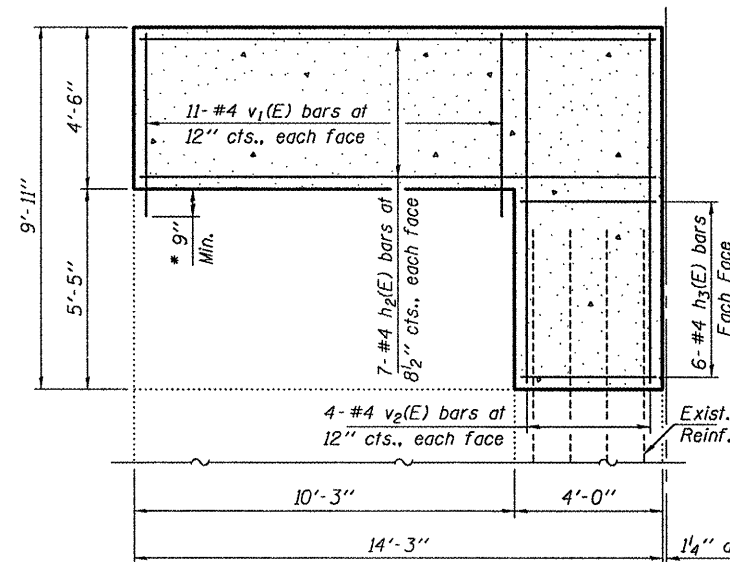 11-#4 v₁(E) bars at
12" cts., each face
4'-6"
9'-11"
5'-5"
* 9"
Min.
7-#4 h₂(E) bars at
8½" cts., each face
6-#4 h₃(E) bars
Each Face
4-#4 v₂(E) bars at
12" cts., each face
Exist.
Reinf.
10'-3"
4'-0"
14'-3"
1¼"